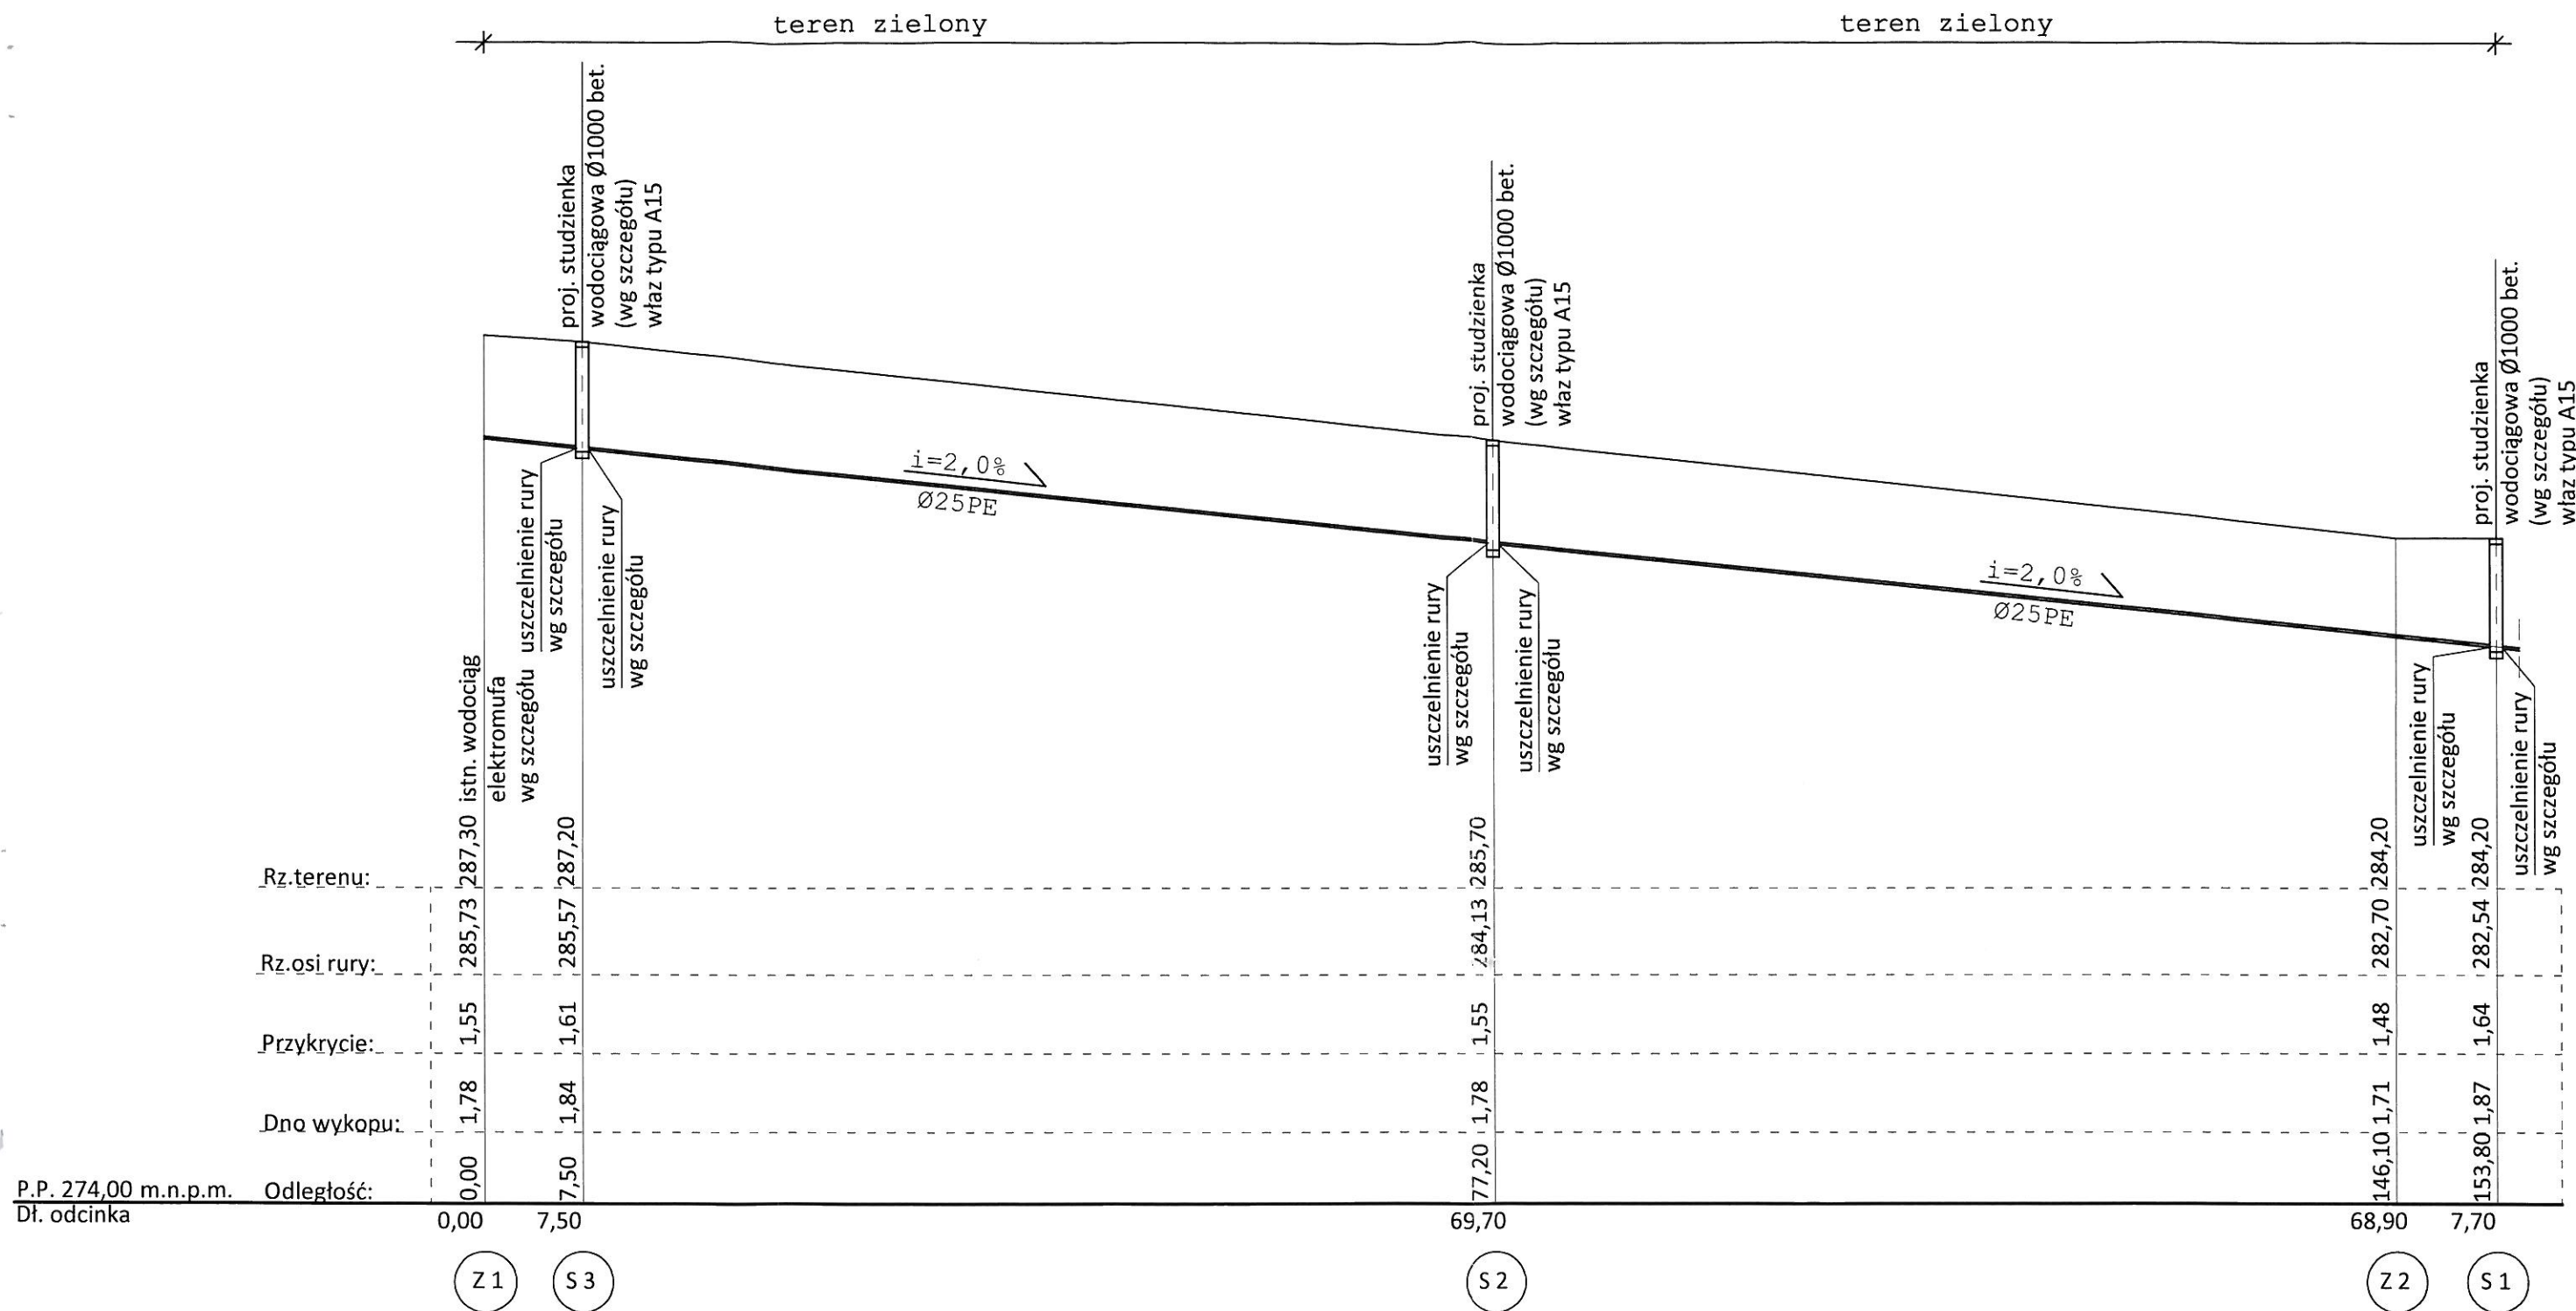 teren zielony
teren zielony
proj. studzienka
wodociągowa Ø1000 bet.
(wg szczegółu)
właz typu A15
proj. studzienka
wodociągowa Ø1000 bet.
(wg szczegółu)
właz typu A15
proj. studzienka
wodociągowa Ø1000 bet.
(wg szczegółu)
właz typu A15
i=2,0%
Ø25PE
i=2,0%
Ø25PE
uszczelnienie rury
wg szczegółu
uszczelnienie rury
wg szczegółu
uszczelnienie rury
wg szczegółu
uszczelnienie rury
wg szczegółu
uszczelnienie rury
wg szczegółu
uszczelnienie rury
wg szczegółu
istn. wodociąg
elektromufa
wg szczegółu
Rz.terenu: 287,30 287,20 285,70 284,20 284,20
Rz.osi rury: 285,73 285,57 284,13 282,70 282,54
Przykrycie: 1,55 1,61 1,55 1,48 1,64
Dno wykopu: 1,78 1,84 1,78 1,71 1,87
P.P. 274,00 m.n.p.m. Odległość: 0,00 7,50 77,20 146,10 153,80
Dł. odcinka 0,00 7,50 69,70 68,90 7,70
Z 1 S 3 S 2 Z 2 S 1